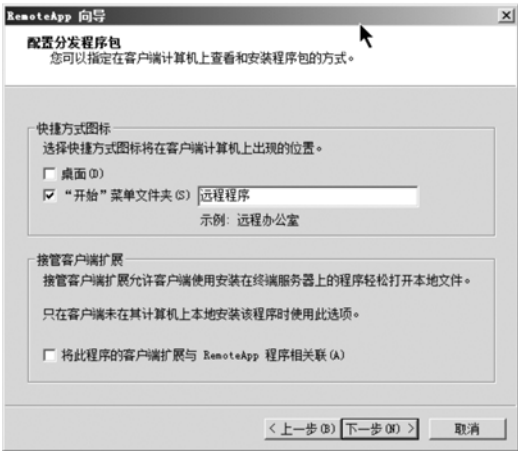 RemoteApp 向导
配置分发程序包
您可以指定在客户端计算机上查看和安装程序包的方式。
快捷方式图标
选择快捷方式图标将在客户端计算机上出现的位置。
桌面(D)
“开始”菜单文件夹(S) 远程程序
示例: 远程办公室
接管客户端扩展
接管客户端扩展允许客户端使用安装在终端服务器上的程序轻松打开本地文件。
只在客户端未在其计算机上本地安装该程序时使用此选项。
将此程序的客户端扩展与 RemoteApp 程序相关联(A)
< 上一步(B) 下一步(N) > 取消